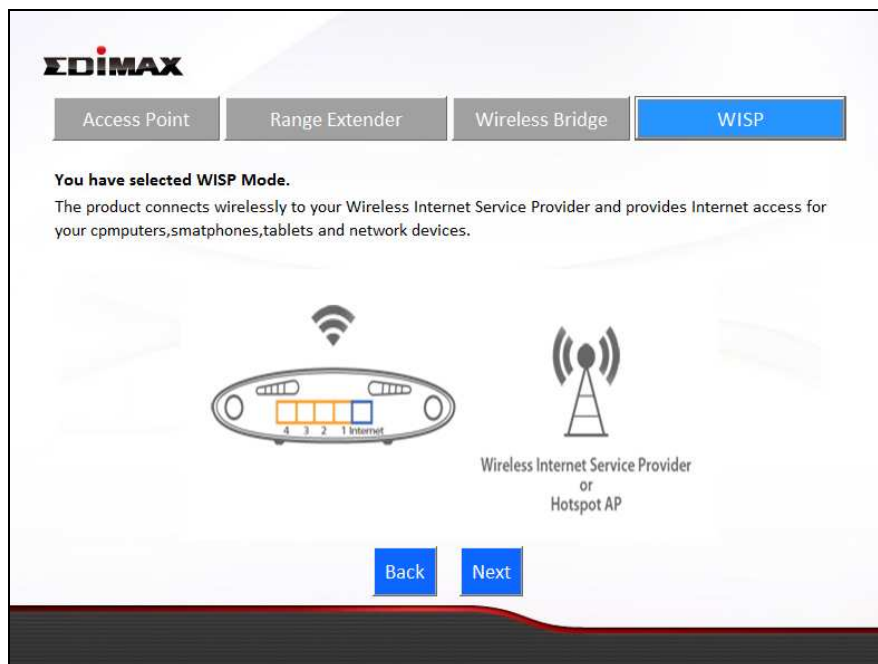 EDIMAX
Access Point Range Extender Wireless Bridge WISP
You have selected WISP Mode.
The product connects wirelessly to your Wireless Internet Service Provider and provides Internet access for
your cpmputers,smatphones,tablets and network devices.
4 3 2 1 Internet
Wireless Internet Service Provider
or
Hotspot AP
Back Next